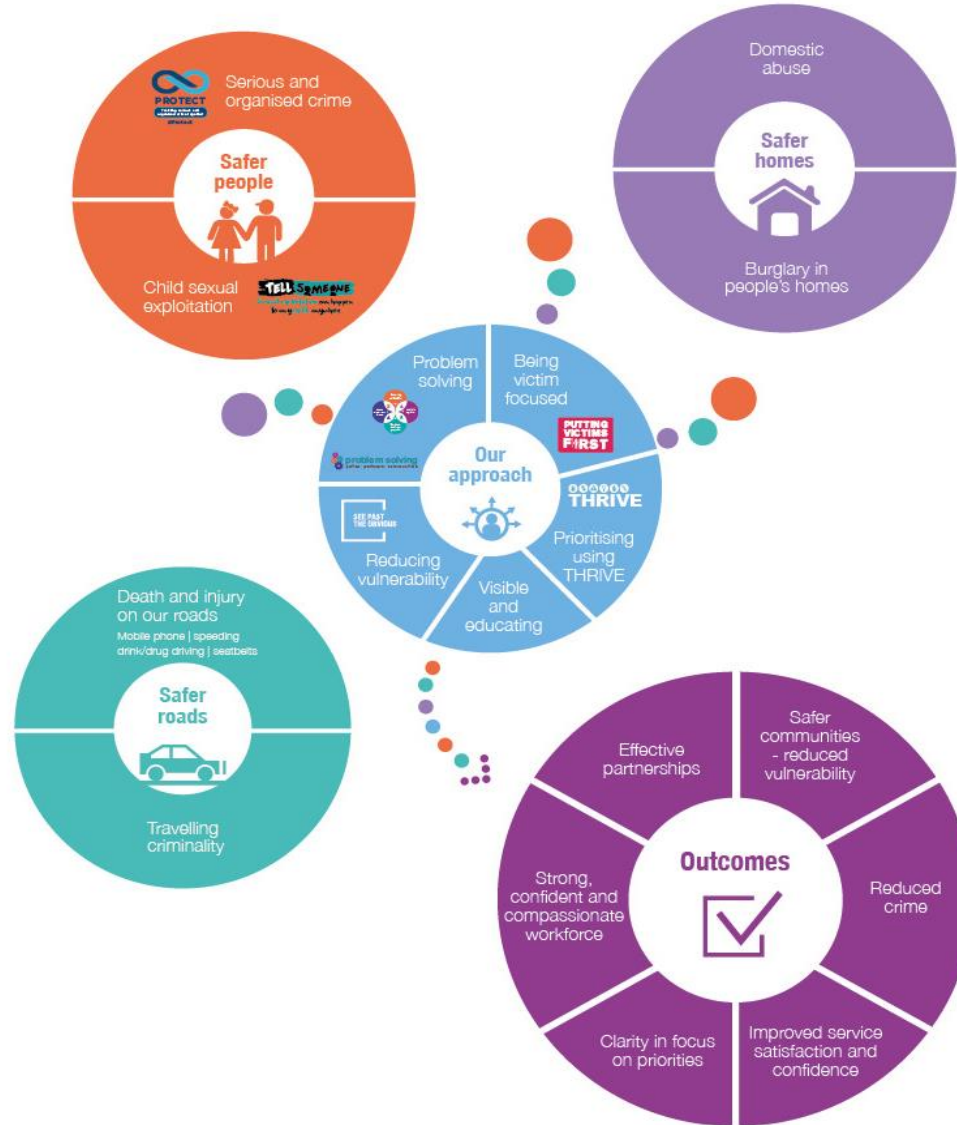 PROTECT
Serious and
organised crime
Safer
people
Child sexual
exploitation
TELL SOMEONE
Domestic
abuse
Safer
homes
Burglary in
people's homes
Problem
solving
problem solving
Being
victim
focused
PUTTING
VICTIMS
FIRST
Our
approach
THRIVE
Prioritising
using
THRIVE
SEE PAST
THE OBVIOUS
Reducing
vulnerability
Visible
and
educating
Death and injury
on our roads
Mobile phone | speeding
drink/drug driving | seatbelts
Safer
roads
Travelling
criminality
Effective
partnerships
Safer
communities
- reduced
vulnerability
Outcomes
Strong,
confident and
compassionate
workforce
Reduced
crime
Clarity in focus
on priorities
Improved service
satisfaction and
confidence